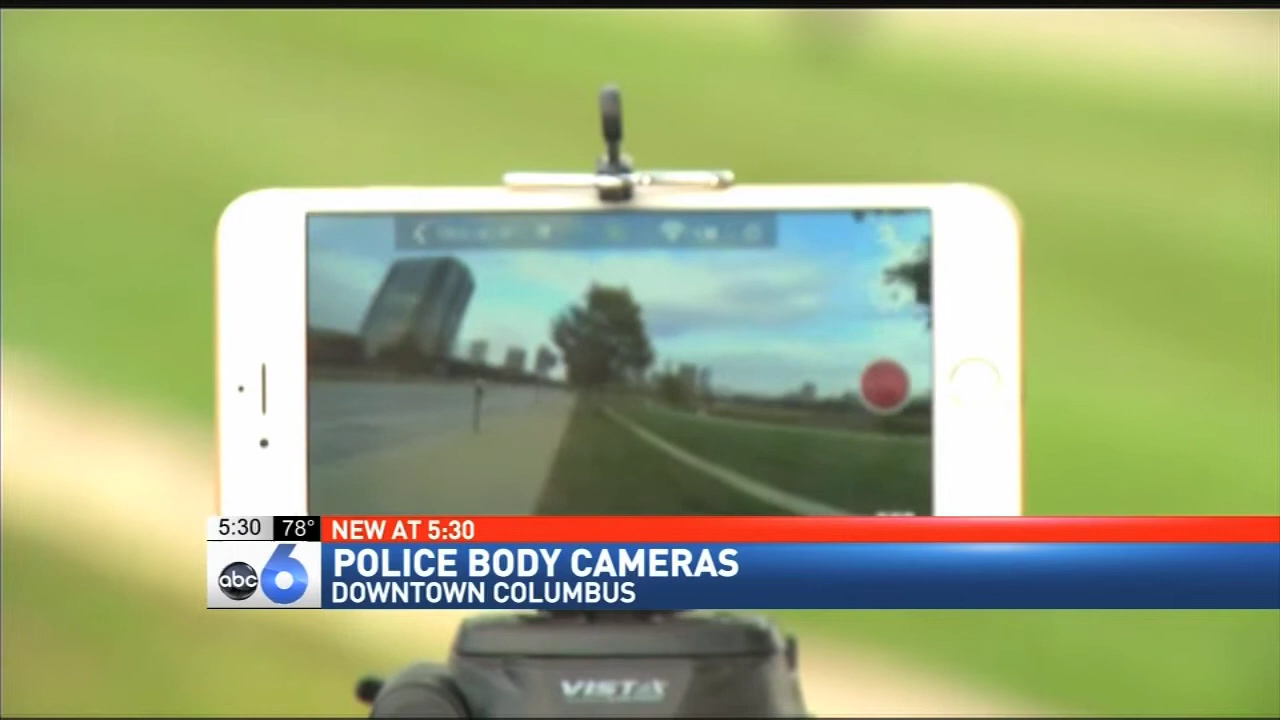 5:30 78° NEW AT 5:30
abc 6 POLICE BODY CAMERAS
DOWNTOWN COLUMBUS
VISTA